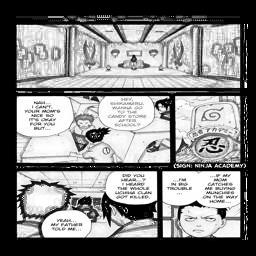 HEY,
SHIKAMARU,
WANNA GO
TO THE
CANDY STORE
AFTER
SCHOOL?
NAH...
I CAN'T.
YOUR MOM'S
NICE SO
IT'S OKAY
FOR YOU
BUT...
忍
(SIGN: NINJA ACADEMY)
DID YOU
HEAR...?
I HEARD
THE WHOLE
UCHIHA CLAN
GOT KILLED.
YEAH...
MY FATHER
TOLD ME...
...IF MY
MOM
CATCHES
ME BUYING
MUNCHIES
ON THE WAY
HOME...
...I'M
IN BIG
TROUBLE
...